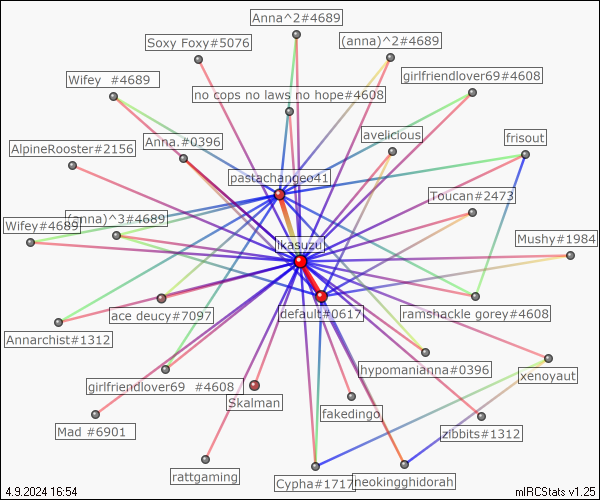 Anna^2#4689
Soxy Foxy#5076
(anna)^2#4689
Wifey  #4689
girlfriendlover69#4608
no cops no laws no hope#4608
avelicious
frisout
AlpineRooster#2156
Anna.#0396
pastachangeo41
Toucan#2473
Wifey#4689
(anna)^3#4689
Mushy#1984
ikasuzu
ace deucy#7097
default#0617
ramshackle gorey#4608
Annarchist#1312
hypomanianna#0396
xenoyaut
girlfriendlover69  #4608
Skalman
fakedingo
Mad #6901
zibbits#1312
rattgaming
Cypha#1717
neokingghidorah
4.9.2024 16:54
mIRCStats v1.25